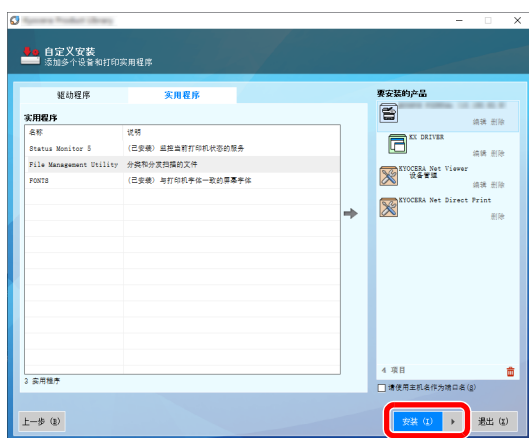 自定义安装
添加多个设备和打印实用程序
驱动程序
实用程序
要安装的产品
实用程序
名称 说明
Status Monitor 5 (已安装) 监控当前打印机状态的服务
File Management Utility 分类和分发扫描的文件
FONTS (已安装) 与打印机字体一致的屏幕字体
编辑 删除
KX DRIVER
编辑 删除
KYOCERA Net Viewer
设备管理
编辑 删除
KYOCERA Net Direct Print
删除
4 项目
3 实用程序
请使用主机名作为端口名(g)
上一步 (B)
安装 (I)
退出 (X)